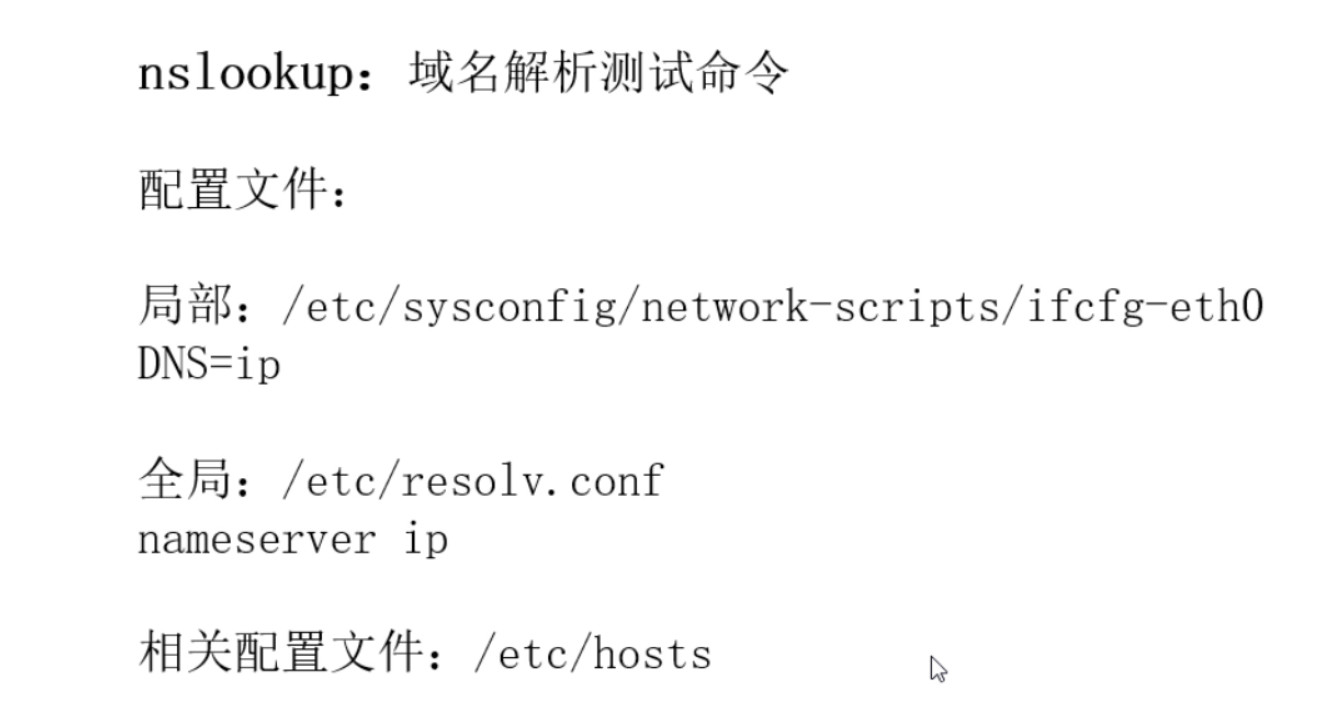 nslookup：域名解析测试命令
配置文件：
局部：/etc/sysconfig/network-scripts/ifcfg-eth0
DNS=ip
全局：/etc/resolv.conf
nameserver ip
相关配置文件：/etc/hosts